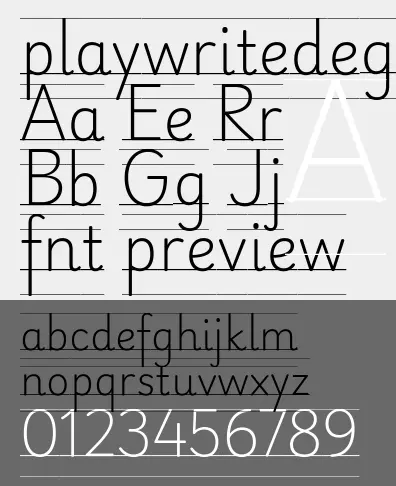 playwritedeg
Aa Ee Rr
A
Bb Gg Jj
fnt preview
abcdefghijklm
nopqrstuvwxyz
0123456789